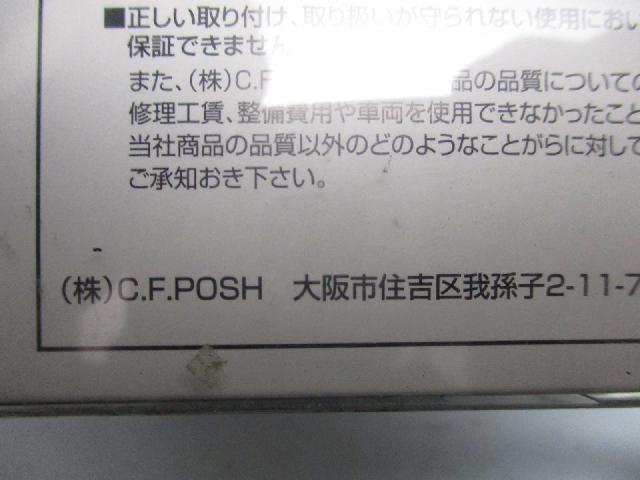 ■正しい取り付け、取り扱いが守られない使用におい
保証できません
また、(株)C.F 品の品質についての
修理工賃、整備費用や車両を使用できなかったこと
当社商品の品質以外のどのようなことがらに対して
ご承知おき下さい。
(株)C.F.POSH 大阪市住吉区我孫子2-11-7